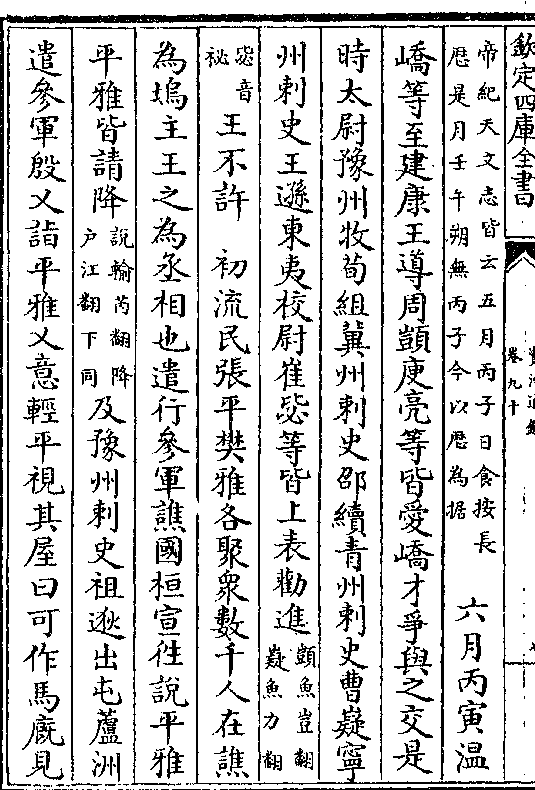 欽定四庫全書
卷九十
帝紀天文志皆云五月丙子日食按長
厯是月壬午朔無丙子今以厯為据
六月丙寅温
嶠等至建康王導周顗庾亮等皆愛嶠才爭與之交是
時太尉豫州牧荀組冀州刺史邵續青州刺史曹嶷寧
州刺史王遜東夷校尉崔毖等皆上表勸進
顗魚豈翻
嶷魚力翻
毖音
祕
王不許　初流民張平樊雅各聚衆數千人在譙
為塢主王之為丞相也遣行參軍譙國桓宣徃說平雅
平雅皆請降
說輸芮翻降
户江翻下同
及豫州刺史祖逖出屯蘆洲
遣參軍殷乂詣平雅乂意輕平視其屋曰可作馬廐見